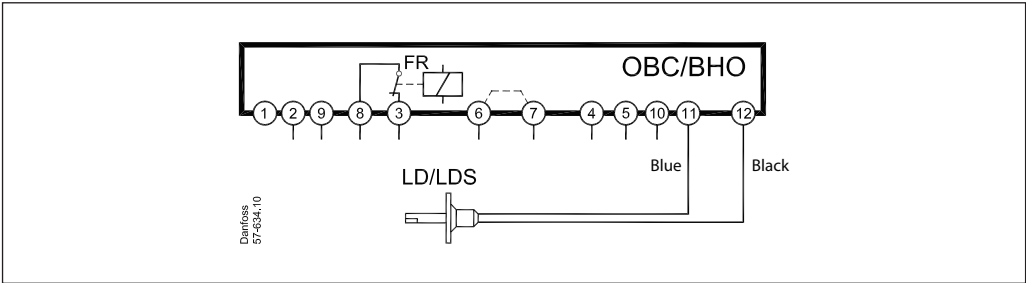 FR
OBC/BHO
1 2 9 8 3 6 7 4 5 10 11 12
Blue
Black
LD/LDS
Danfoss
57-634.10